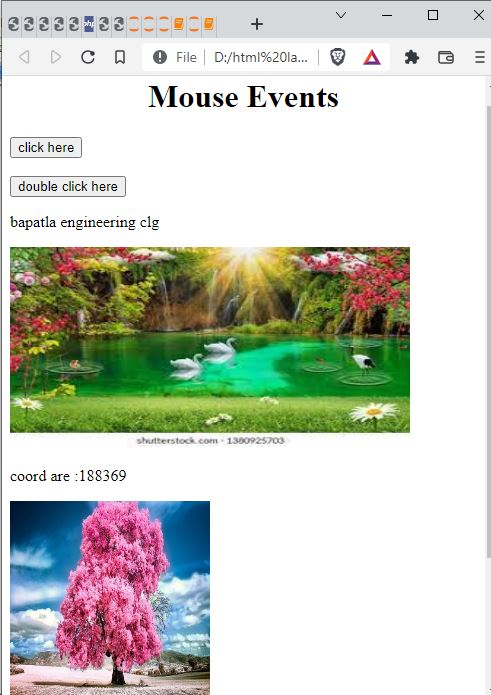 php
File D:/html%20la...
Mouse Events
click here
double click here
bapatla engineering clg
shutterstock.com · 1380925703
coord are :188369